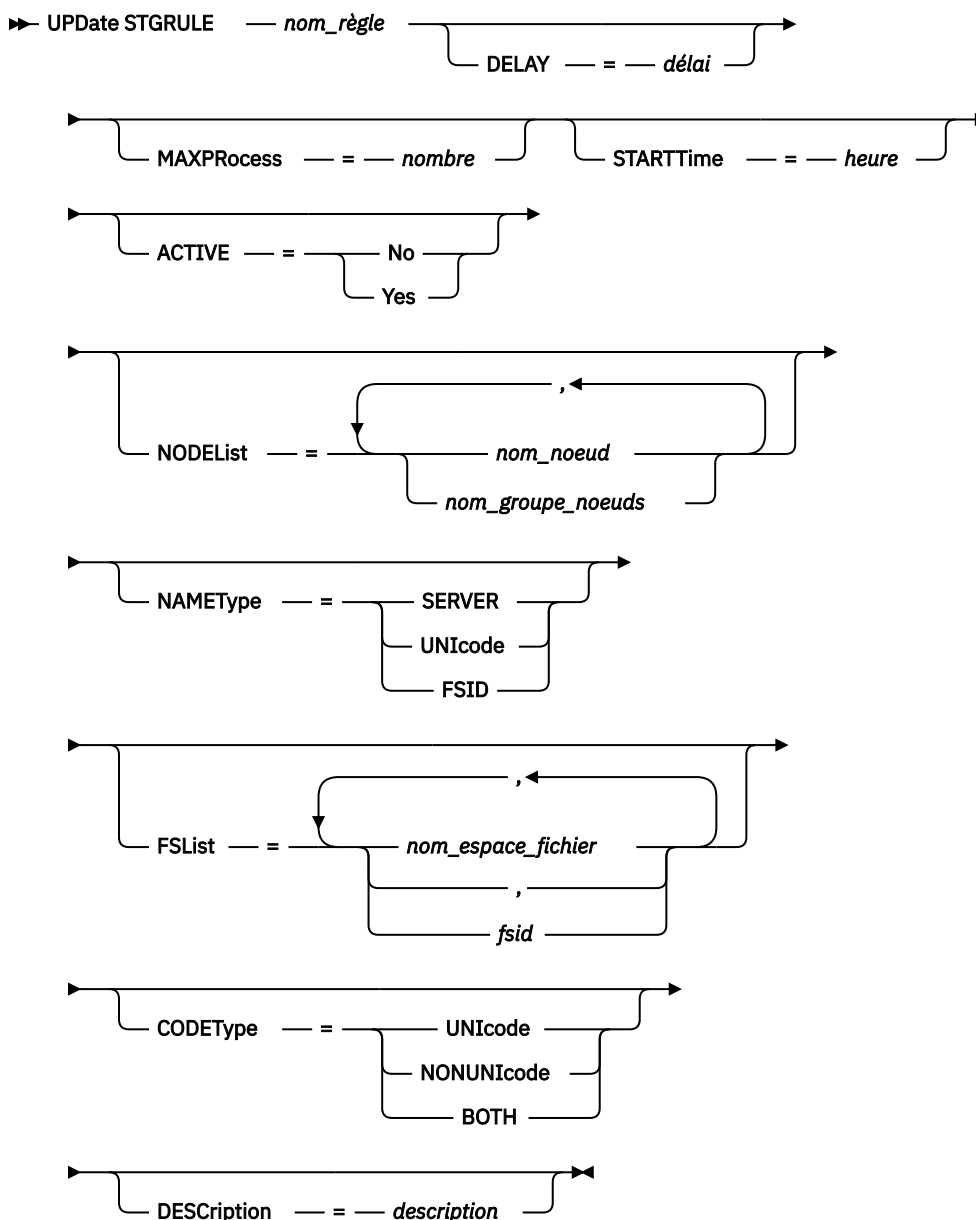 UPDate STGRULE — nom_règle
DELAY — = — délai
MAXPRocess — = — nombre STARTTime — = — heure
ACTIVE — = — No
Yes
,
NODEList — = — nom_noeud
nom_groupe_noeuds
NAMEType — = — SERVER
UNIcode
FSID
,
FSList — = — nom_espace_fichier
,
fsid
CODEType — = — UNIcode
NONUNIcode
BOTH
DESCription — = — description